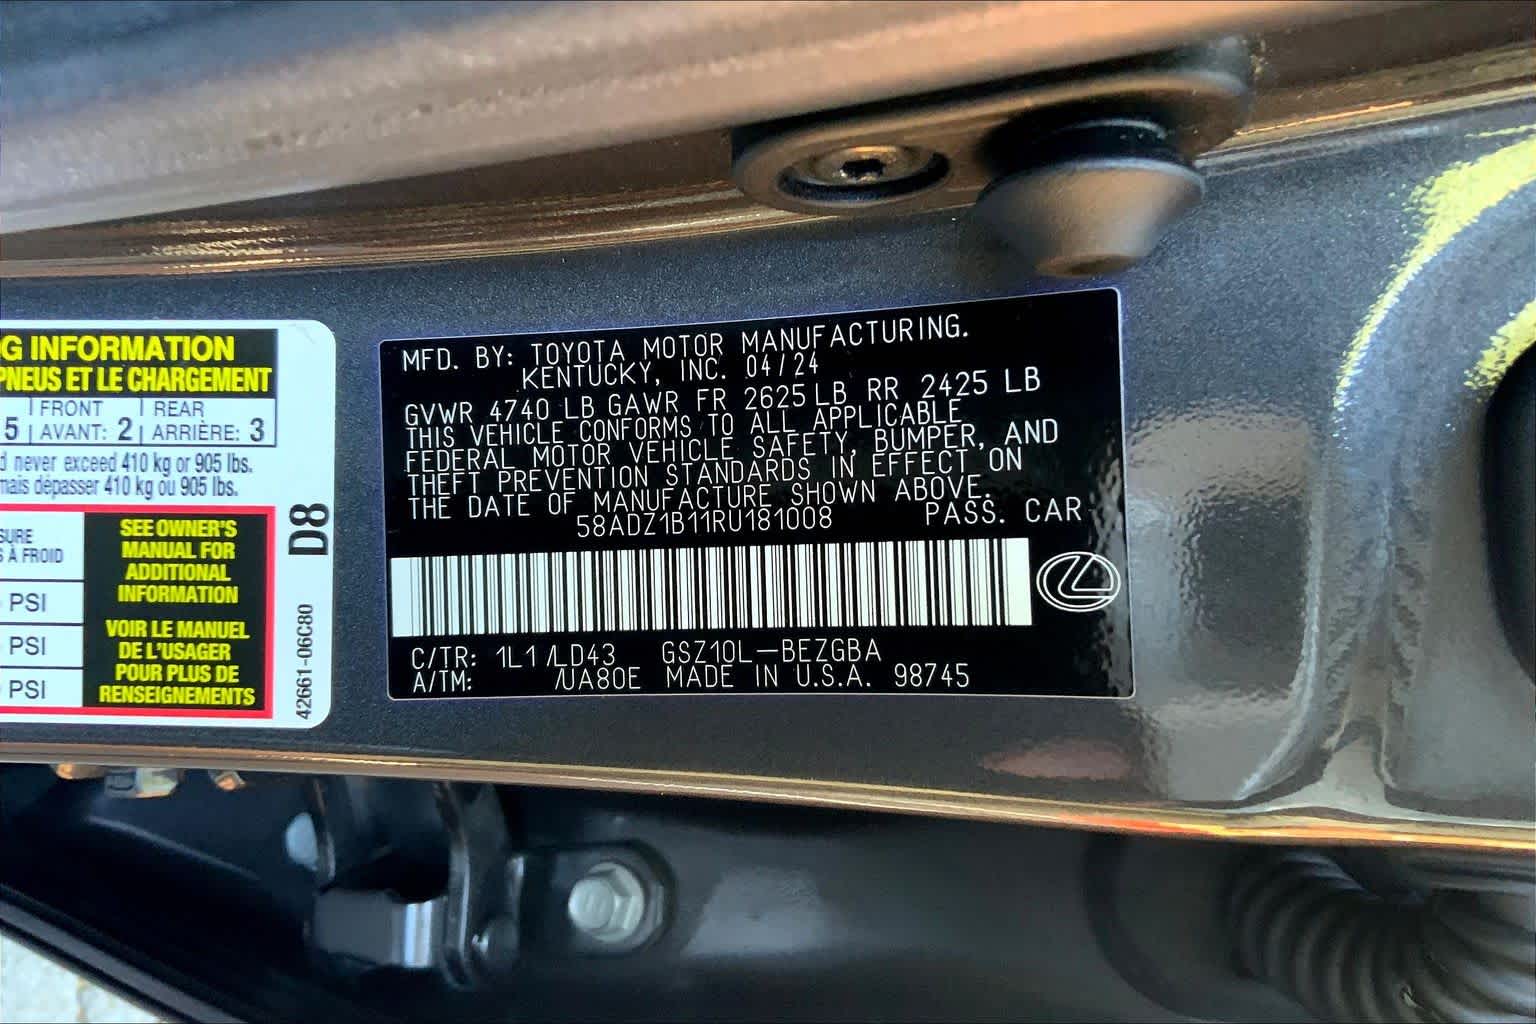 G INFORMATION
PNEUS ET LE CHARGEMENT
5 FRONT AVANT: 2 REAR ARRIÈRE: 3
d never exceed 410 kg or 905 lbs.
mais dépasser 410 kg ou 905 lbs.
SURE
S À FROID
PSI
PSI
PSI
SEE OWNER'S
MANUAL FOR
ADDITIONAL
INFORMATION
VOIR LE MANUEL
DE L'USAGER
POUR PLUS DE
RENSEIGNEMENTS
D8
42661-06C80
MFD. BY: TOYOTA MOTOR MANUFACTURING.
KENTUCKY, INC. 04/24
GVWR 4740 LB GAWR FR 2625 LB RR 2425 LB
THIS VEHICLE CONFORMS TO ALL APPLICABLE
FEDERAL MOTOR VEHICLE SAFETY, BUMPER, AND
THEFT PREVENTION STANDARDS IN EFFECT ON
THE DATE OF MANUFACTURE SHOWN ABOVE.
58ADZ1B11RU181008 PASS. CAR
C/TR: 1L1 /LD43 GSZ10L-BEZGBA
A/TM: /UA80E MADE IN U.S.A. 98745